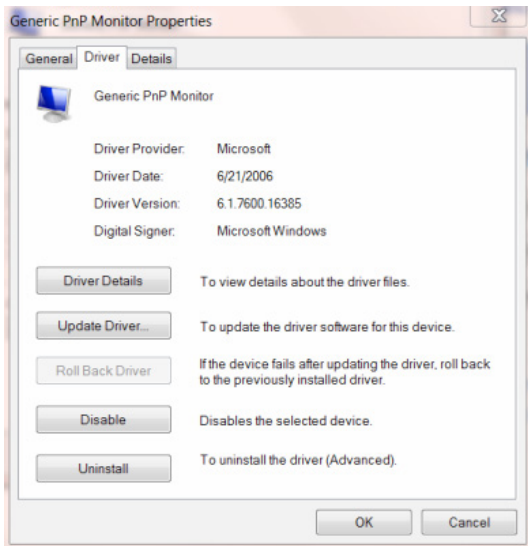 Generic PnP Monitor Properties
General Driver Details
Generic PnP Monitor
Driver Provider: Microsoft
Driver Date: 6/21/2006
Driver Version: 6.1.7600.16385
Digital Signer: Microsoft Windows
Driver Details To view details about the driver files.
Update Driver... To update the driver software for this device.
Roll Back Driver If the device fails after updating the driver, roll back
to the previously installed driver.
Disable Disables the selected device.
Uninstall To uninstall the driver (Advanced).
OK Cancel